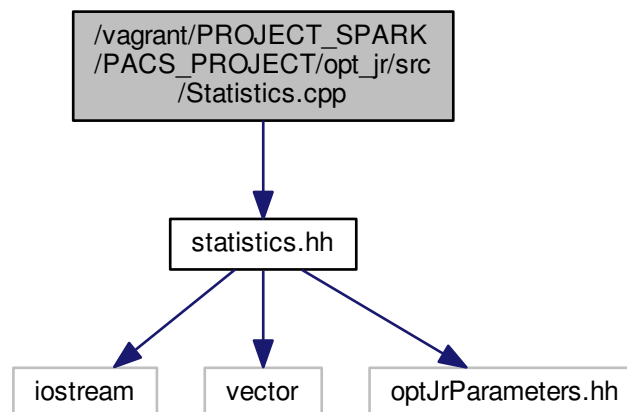 /vagrant/PROJECT_SPARK
/PACS_PROJECT/opt_jr/src
/Statistics.cpp
statistics.hh
iostream
vector
optJrParameters.hh